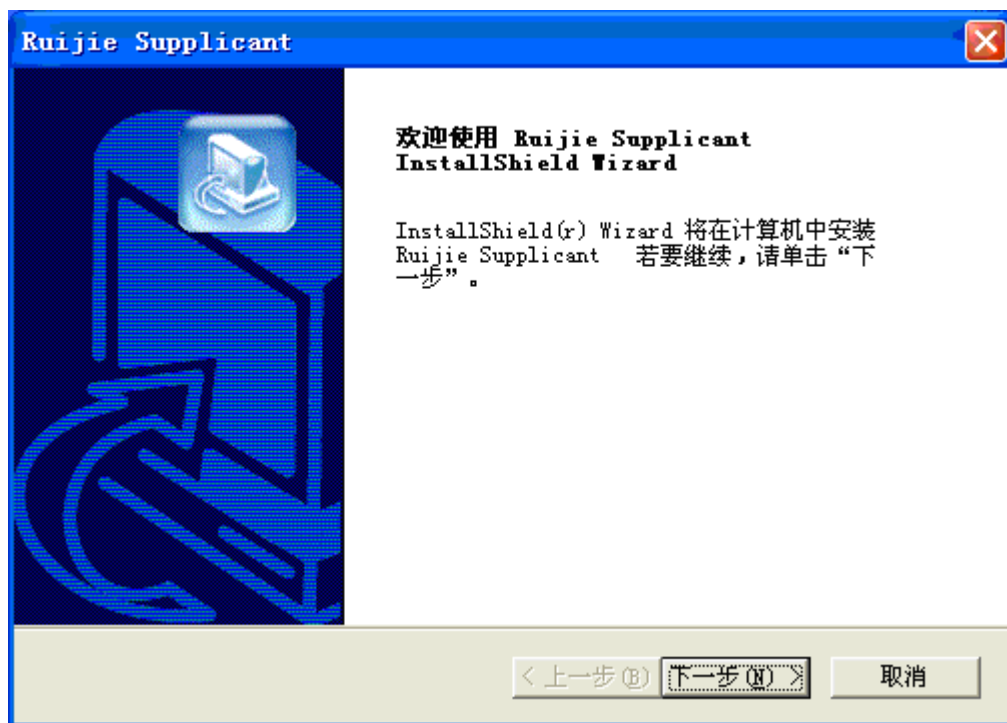 Ruijie Supplicant
欢迎使用 Ruijie Supplicant
InstallShield Wizard
InstallShield(r) Wizard 将在计算机中安装
Ruijie Supplicant 若要继续，请单击“下
一步”。
< 上一步(B) 下一步(N) > 取消